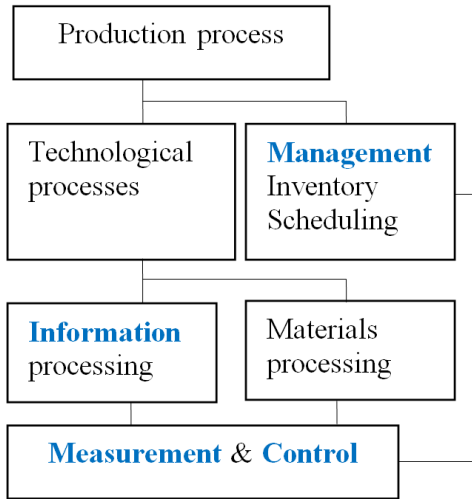 Production process
Technological
processes
Management
Inventory
Scheduling
Information
processing
Materials
processing
Measurement & Control